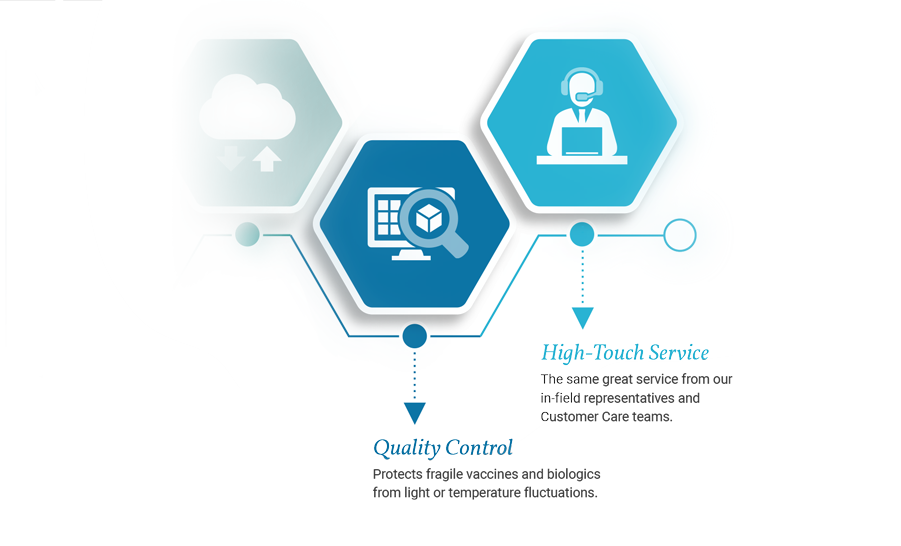 High-Touch Service
The same great service from our
in-field representatives and
Customer Care teams.
Quality Control
Protects fragile vaccines and biologics
from light or temperature fluctuations.